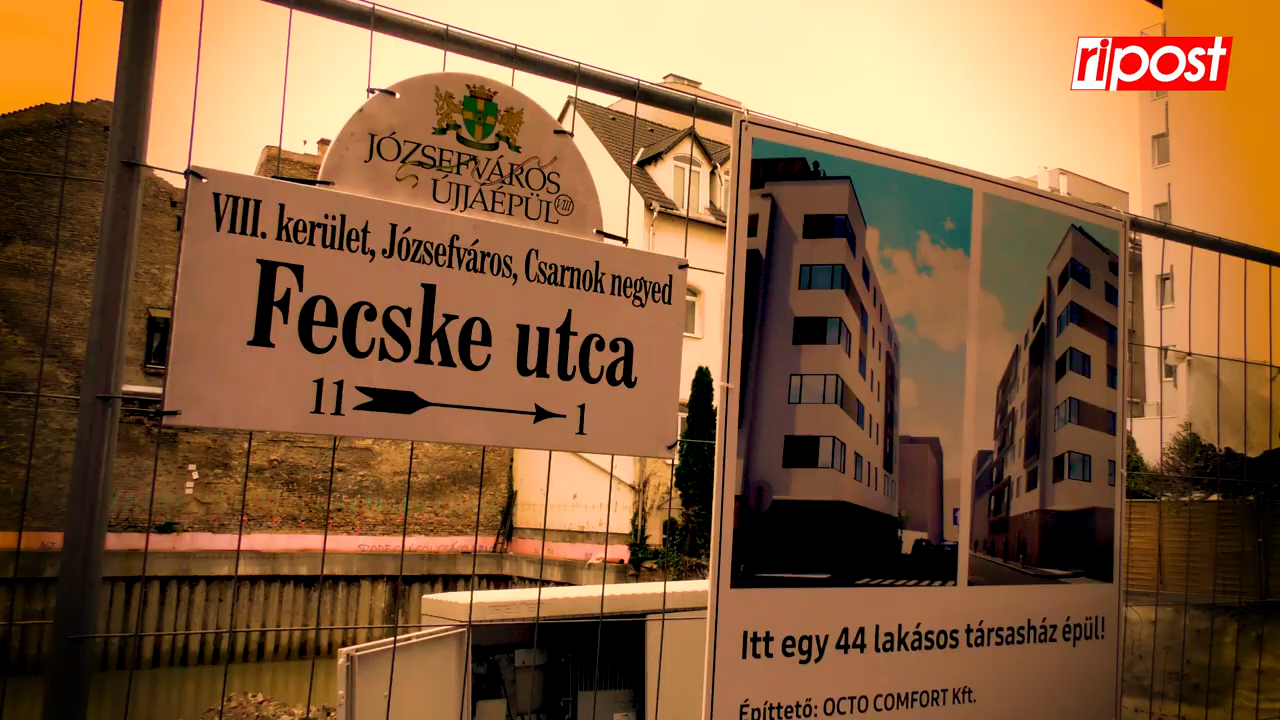 ripost
JÓZSEFVÁROS
ÚJJÁÉPÜL VIII
VIII. kerület, Józsefváros, Csarnok negyed
Fecske utca
11 1
Itt egy 44 lakásos társasház épül!
Építtető: OCTO COMFORT Kft.